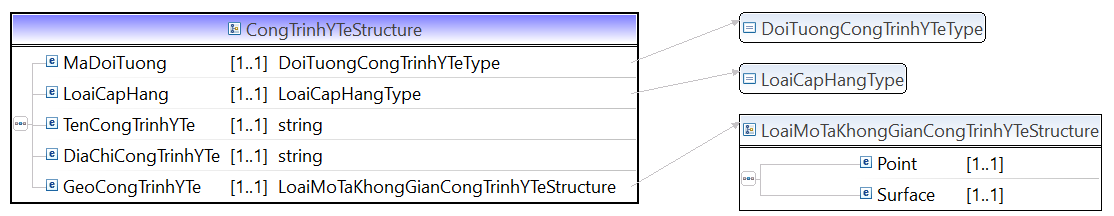 CongTrinhYTeStructure
MaDoiTuong [1..1] DoiTuongCongTrinhYTeType
LoaiCapHang [1..1] LoaiCapHangType
TenCongTrinhYTe [1..1] string
DiaChiCongTrinhYTe [1..1] string
GeoCongTrinhYTe [1..1] LoaiMoTaKhongGianCongTrinhYTeStructure
DoiTuongCongTrinhYTeType
LoaiCapHangType
LoaiMoTaKhongGianCongTrinhYTeStructure
Point [1..1]
Surface [1..1]